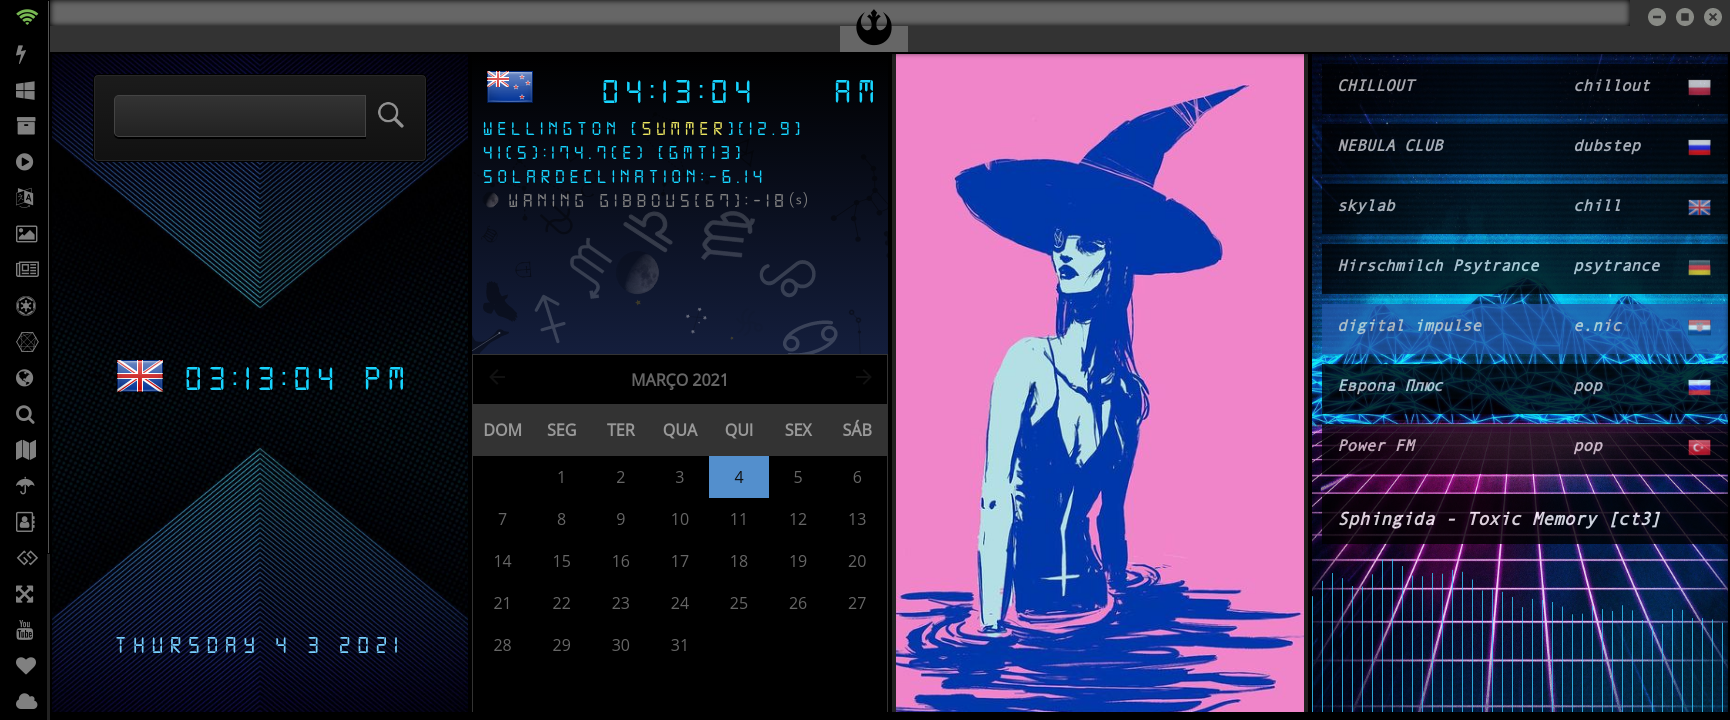 04:13:04 AM
WELLINGTON [SUMMER][12.9]
41(S):174.7(E) [GMT13]
SOLARDECLINATION:-6.14
WANING GIBBOUS[67]:-18(s)
03:13:04 PM
THURSDAY 4 3 2021
MARÇO 2021
DOM SEG TER QUA QUI SEX SÁB
1 2 3 4 5 6
7 8 9 10 11 12 13
14 15 16 17 18 19 20
21 22 23 24 25 26 27
28 29 30 31
CHILLOUT chillout
NEBULA CLUB dubstep
skylab chill
Hirschmilch Psytrance psytrance
digital impulse e.nic
Европа Плюс pop
Power FM pop
Sphingida - Toxic Memory [ct3]
You
Tube